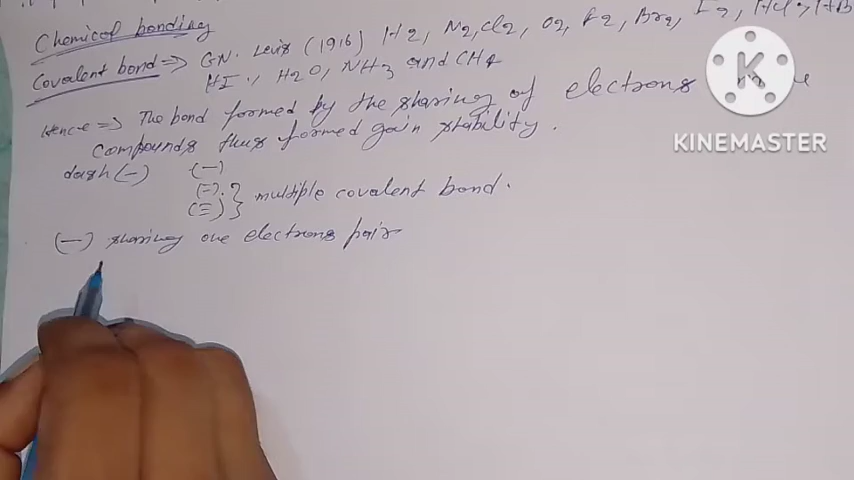 Chemical bonding
Covalent bond => G.N. Lewis (1916) H2, N2, Cl2, O2, F2, Br2, I2, HCl, HB
HI., H2O, NH3 and CH4
Hence => The bond formed by the sharing of electrons
compounds thus formed gain stability.
dash (-) (-)
(=)
(≡) } multiple covalent bond.
(—) sharing one electrons pair
KINEMASTER